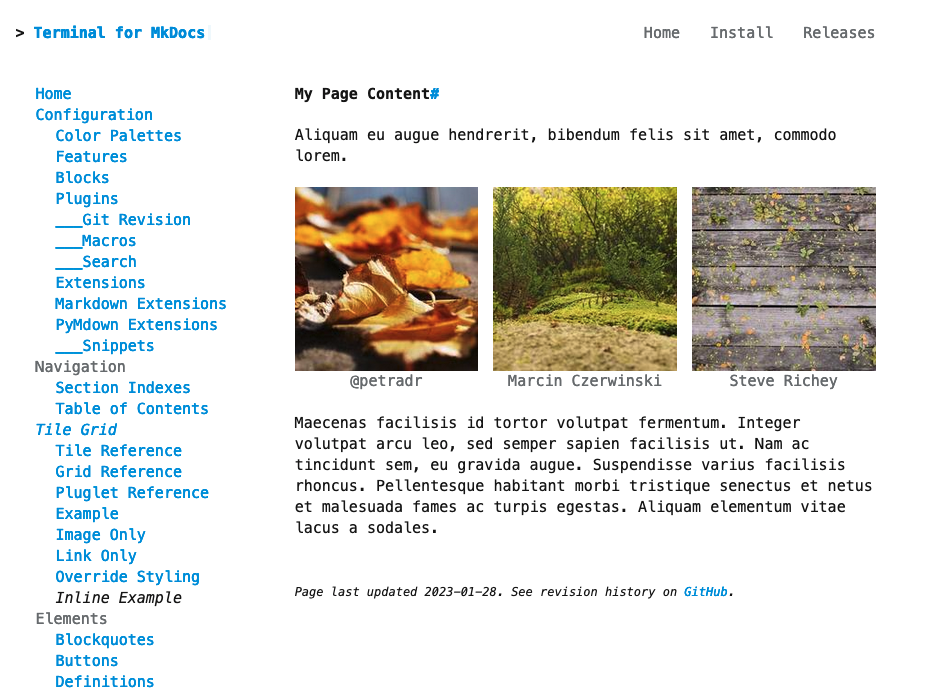 > Terminal for MkDocs
Home Install Releases
Home
Configuration
Color Palettes
Features
Blocks
Plugins
___Git Revision
___Macros
___Search
Extensions
Markdown Extensions
PyMdown Extensions
___Snippets
Navigation
Section Indexes
Table of Contents
Tile Grid
Tile Reference
Grid Reference
Pluglet Reference
Example
Image Only
Link Only
Override Styling
Inline Example
Elements
Blockquotes
Buttons
Definitions
My Page Content#
Aliquam eu augue hendrerit, bibendum felis sit amet, commodo
lorem.
@petradr
Marcin Czerwinski
Steve Richey
Maecenas facilisis id tortor volutpat fermentum. Integer
volutpat arcu leo, sed semper sapien facilisis ut. Nam ac
tincidunt sem, eu gravida augue. Suspendisse varius facilisis
rhoncus. Pellentesque habitant morbi tristique senectus et netus
et malesuada fames ac turpis egestas. Aliquam elementum vitae
lacus a sodales.
Page last updated 2023-01-28. See revision history on GitHub.